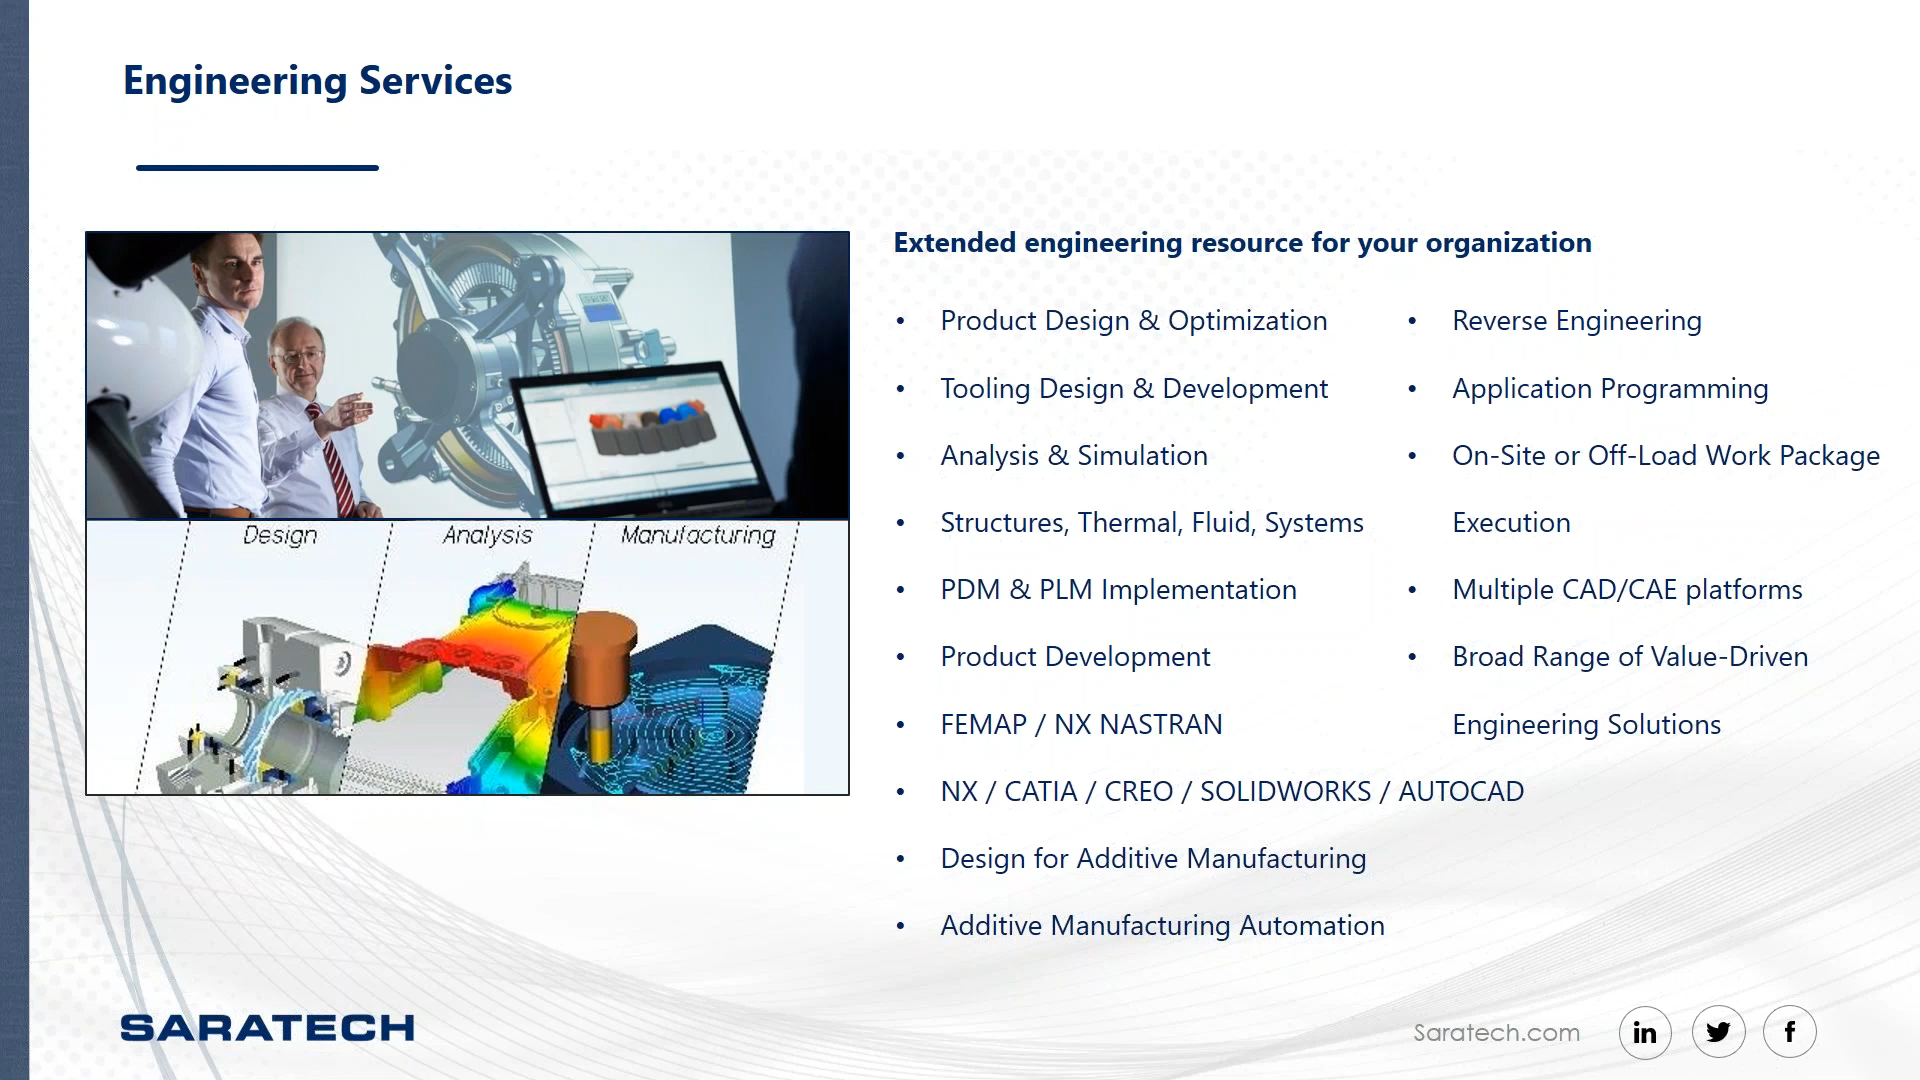 Engineering Services
Design
Analysis
Manufacturing
Extended engineering resource for your organization
• Product Design & Optimization
• Tooling Design & Development
• Analysis & Simulation
• Structures, Thermal, Fluid, Systems
• PDM & PLM Implementation
• Product Development
• FEMAP / NX NASTRAN
• NX / CATIA / CREO / SOLIDWORKS / AUTOCAD
• Design for Additive Manufacturing
• Additive Manufacturing Automation
• Reverse Engineering
• Application Programming
• On-Site or Off-Load Work Package
Execution
• Multiple CAD/CAE platforms
• Broad Range of Value-Driven
Engineering Solutions
SARATECH
Saratech.com
in
f